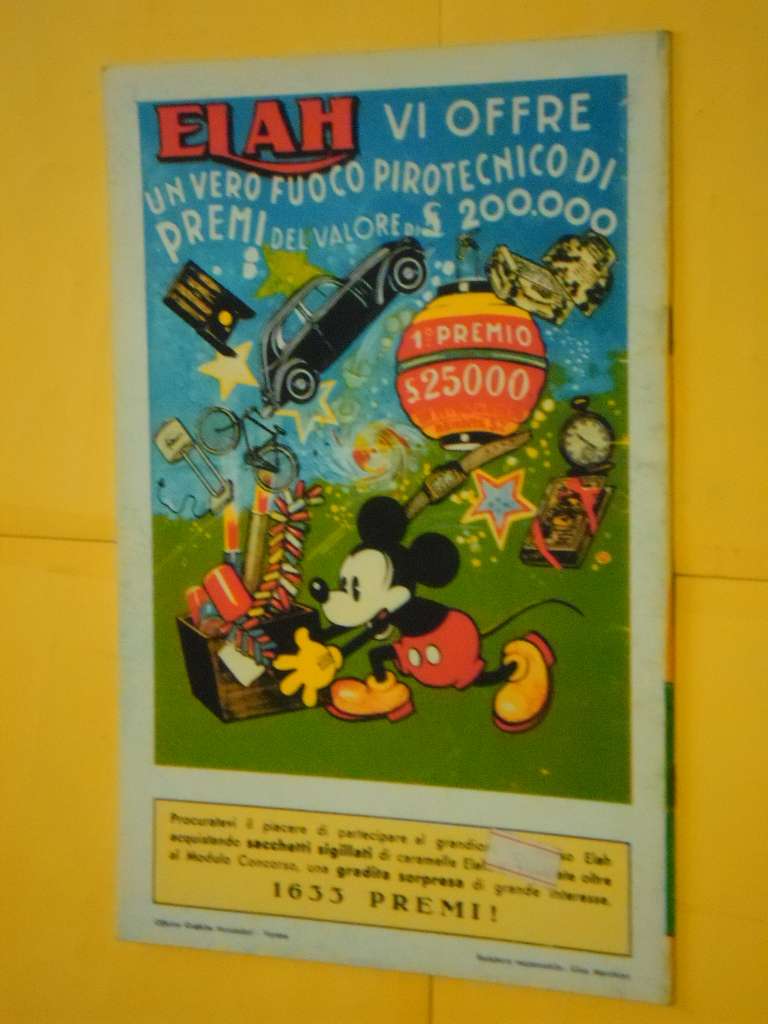 ELAH VI OFFRE
UN VERO FUOCO PIROTECNICO DI
PREMI DEL VALORE DI £ 200.000
1° PREMIO
£ 25000
Procuratevi il piacere di partecipare al Elah
acquistando sacchetti sigillati di caramelle oltre
al Modulo Concorso, una gradita sorpresa di grande interesse.
1633 PREMI!